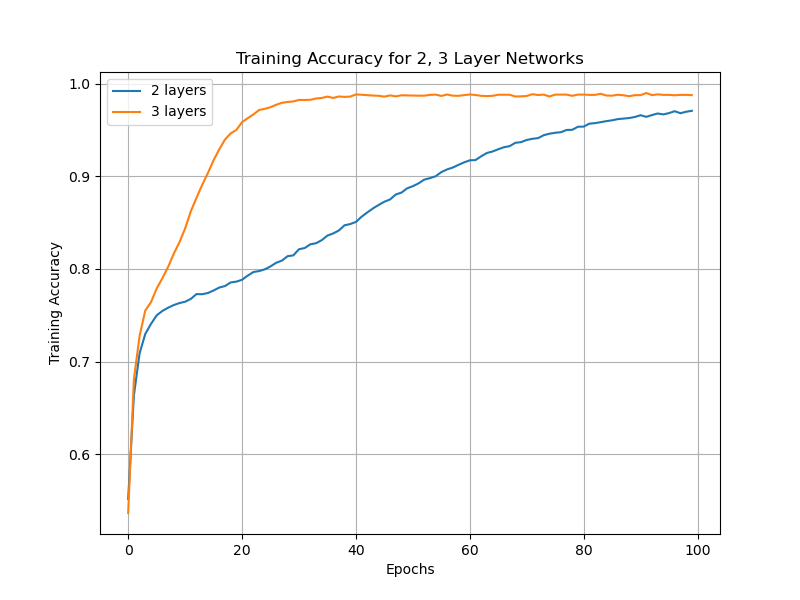 Training Accuracy for 2, 3 Layer Networks
2 layers
3 layers
1.0
0.9
0.8
0.7
0.6
Training Accuracy
0 20 40 60 80 100
Epochs